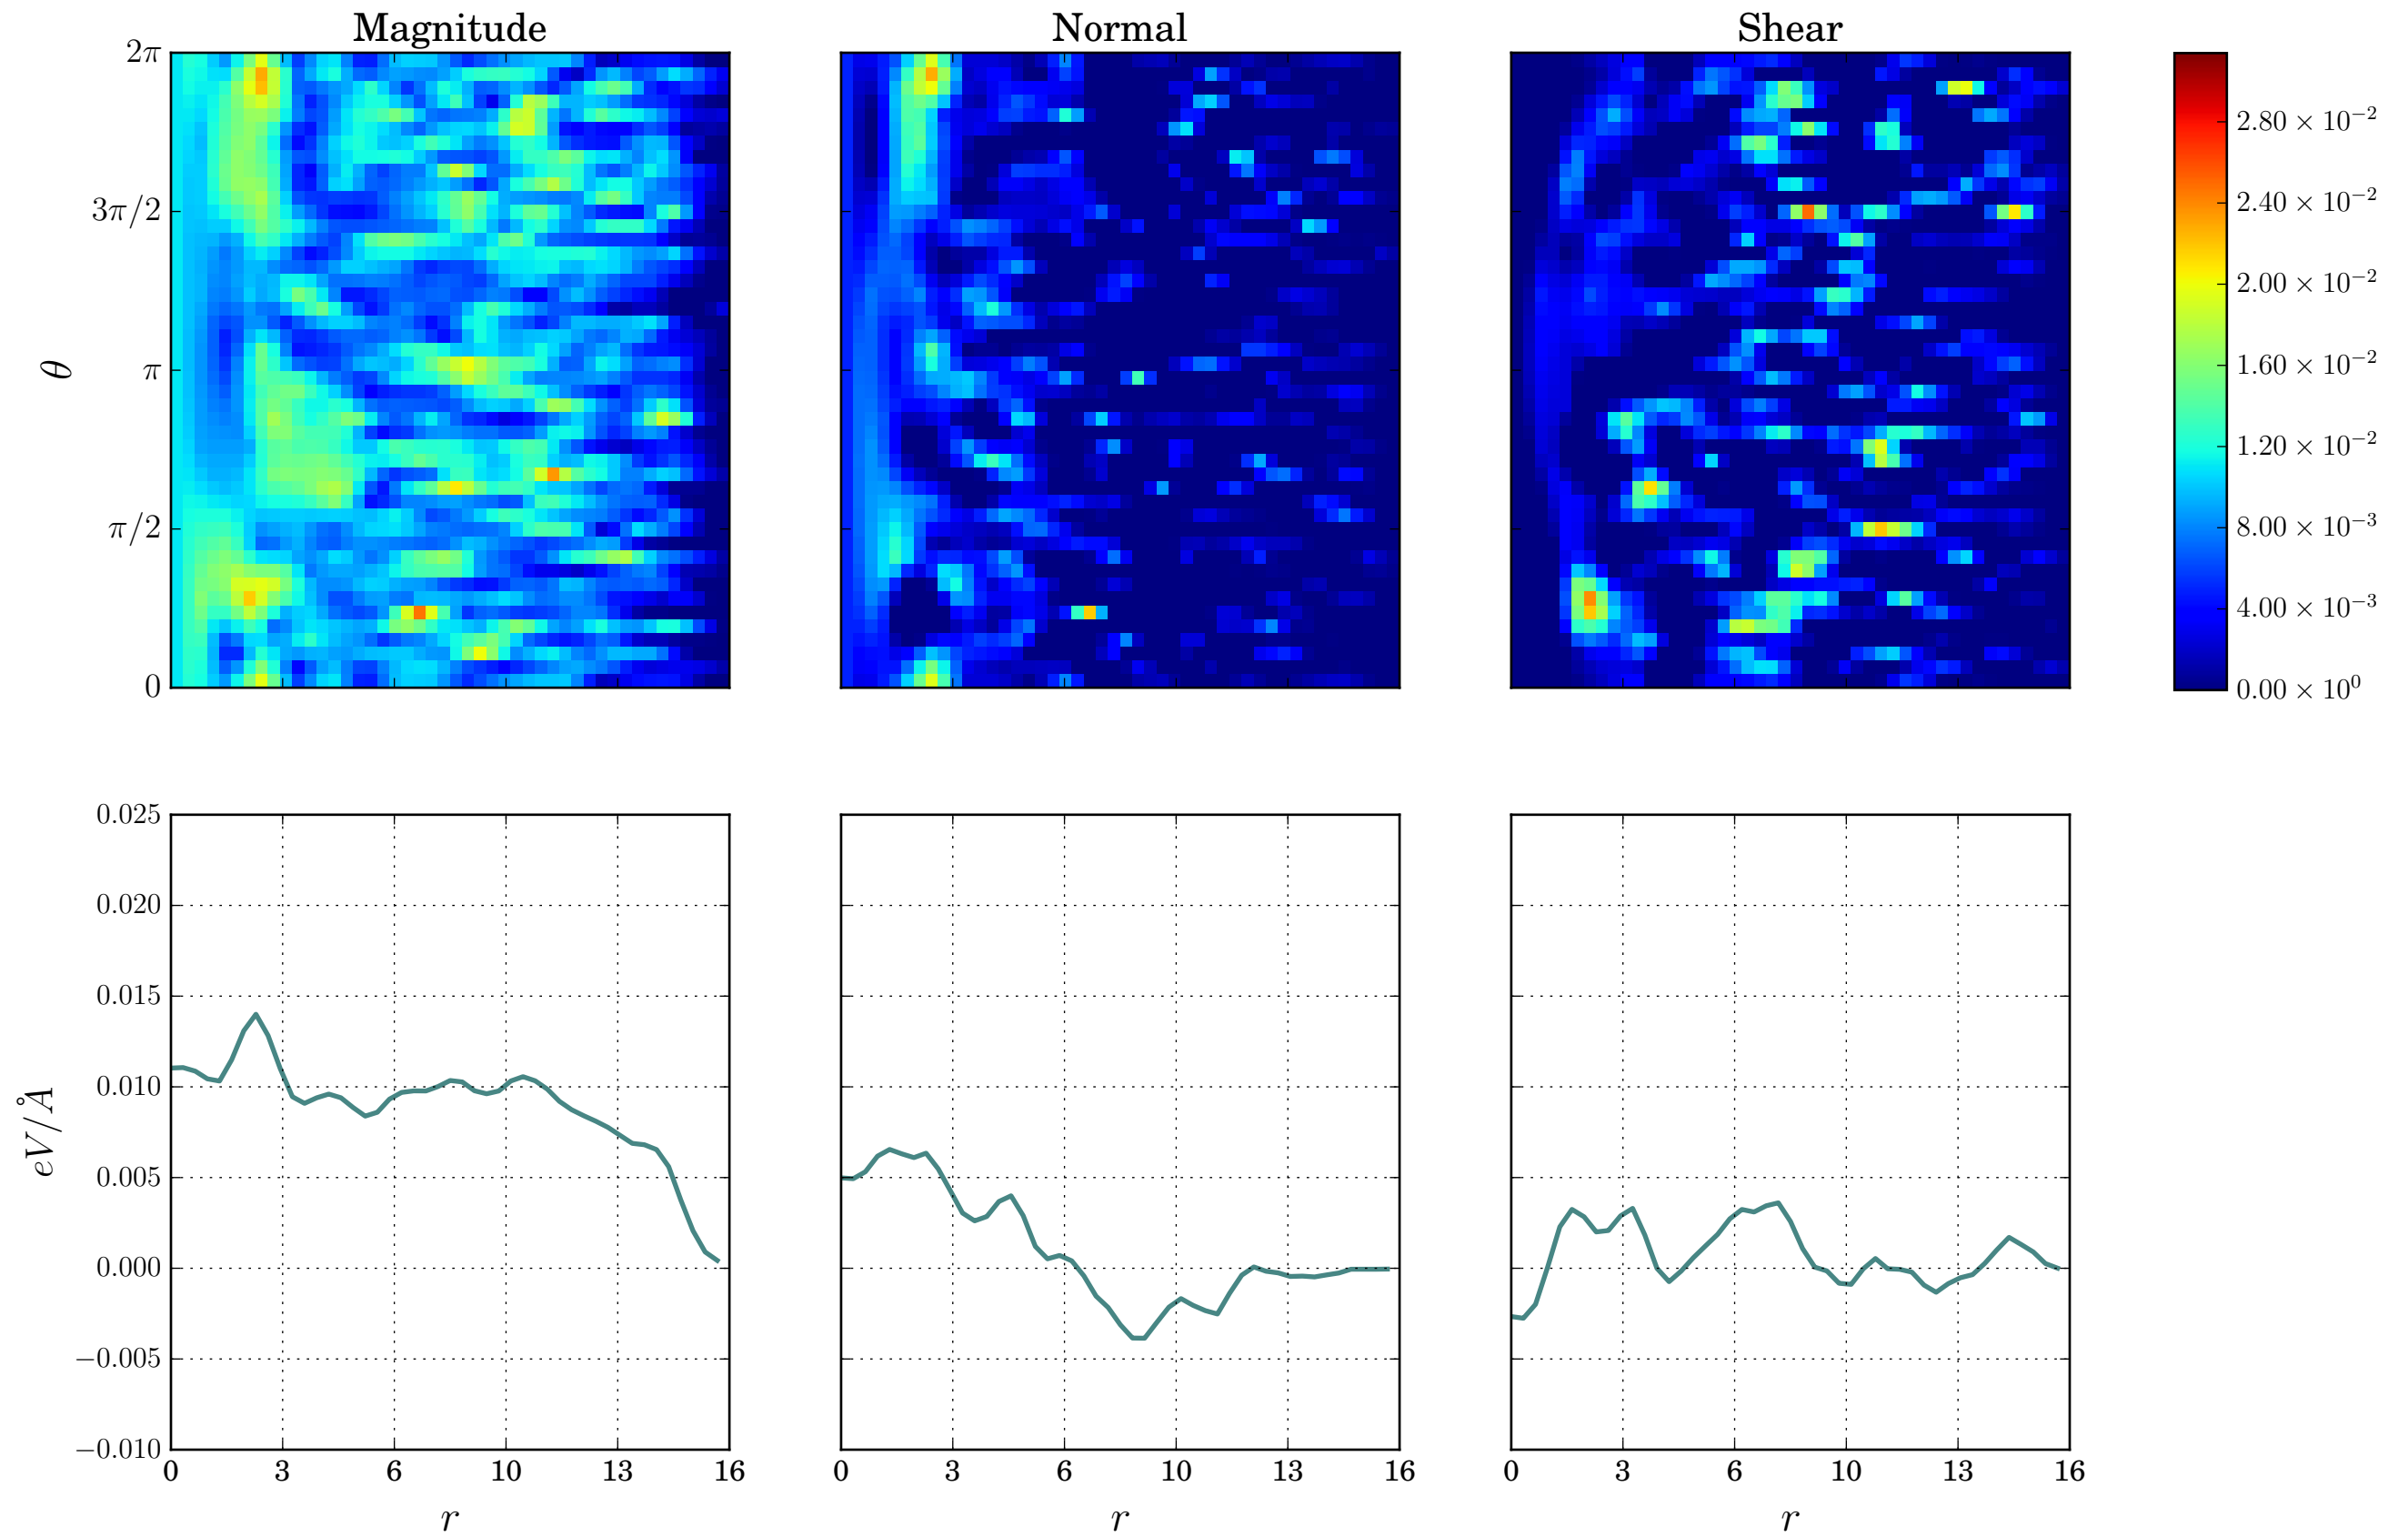 Magnitude Normal Shear
2π
3π/2
π
π/2
0
θ
2.80 × 10⁻²
2.40 × 10⁻²
2.00 × 10⁻²
1.60 × 10⁻²
1.20 × 10⁻²
8.00 × 10⁻³
4.00 × 10⁻³
0.00 × 10⁰
0.025
0.020
0.015
0.010
0.005
0.000
−0.005
−0.010
eV/Å
0 3 6 10 13 16
0 3 6 10 13 16
0 3 6 10 13 16
r r r